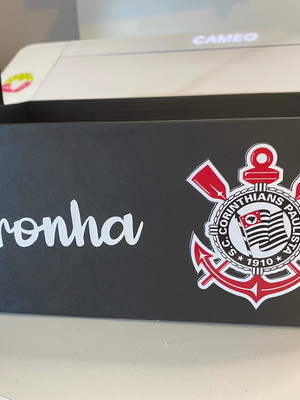 CAMEO
ronha
S.C. CORINTHIANS PAULISTA
1910